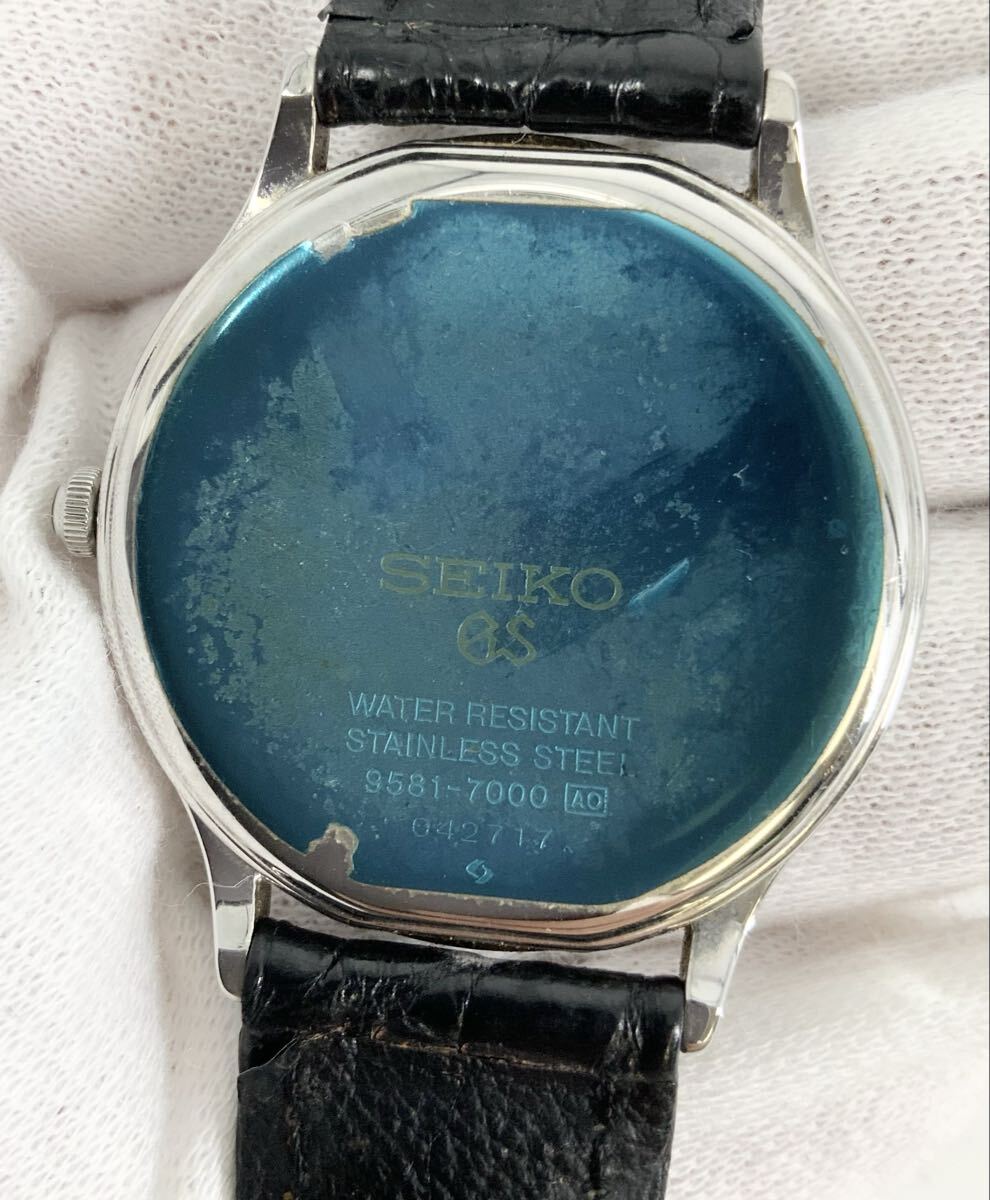 SEIKO
GS
WATER RESISTANT
STAINLESS STEEL
9581-7000 AO
042717